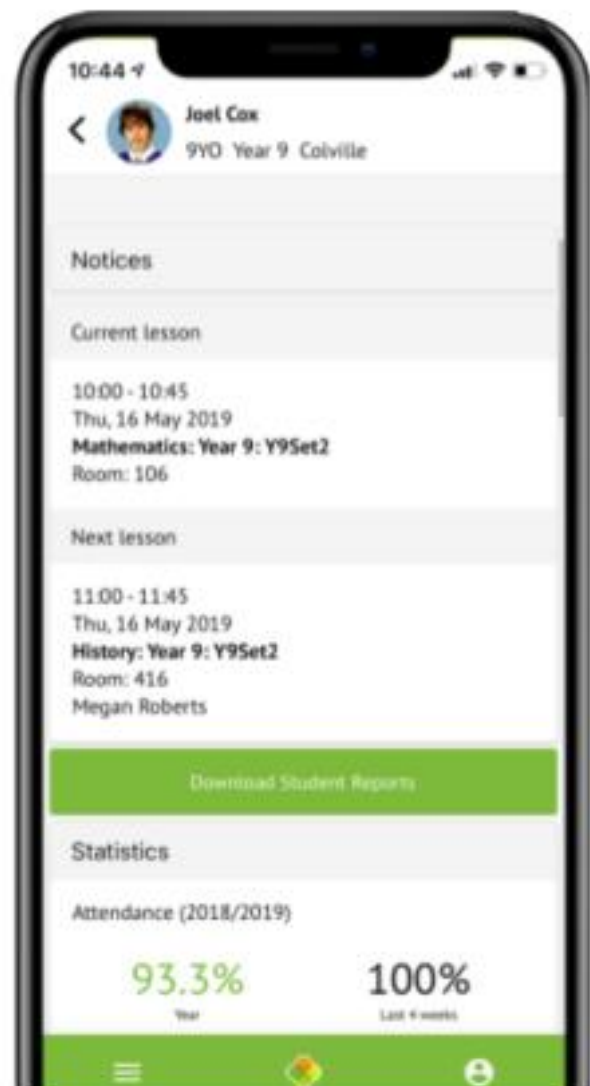 10:44
Joel Cox
9YO Year 9 Colville
Notices
Current lesson
10:00 - 10:45
Thu, 16 May 2019
Mathematics: Year 9: Y9Set2
Room: 106
Next lesson
11:00 - 11:45
Thu, 16 May 2019
History: Year 9: Y9Set2
Room: 416
Megan Roberts
Download Student Reports
Statistics
Attendance (2018/2019)
93.3% 100%
Year Last 4 weeks